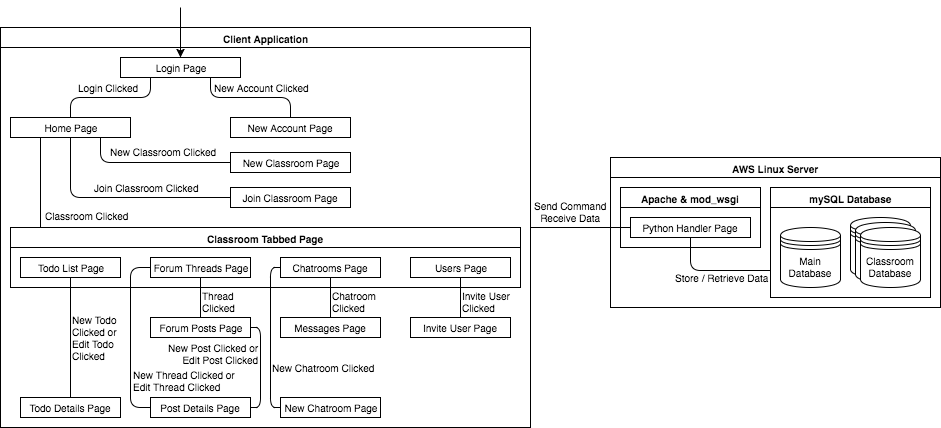 Client Application
Login Page
Login Clicked
New Account Clicked
Home Page
New Account Page
New Classroom Clicked
New Classroom Page
Join Classroom Clicked
Join Classroom Page
Classroom Clicked
Classroom Tabbed Page
Todo List Page
Forum Threads Page
Chatrooms Page
Users Page
Thread
Clicked
Chatroom
Clicked
Invite User
Clicked
New Todo
Clicked or
Edit Todo
Clicked
Forum Posts Page
Messages Page
Invite User Page
New Post Clicked or
Edit Post Clicked
New Thread Clicked or
Edit Thread Clicked
New Chatroom Clicked
Todo Details Page
Post Details Page
New Chatroom Page
Send Command
Receive Data
AWS Linux Server
Apache & mod_wsgi
Python Handler Page
mySQL Database
Main
Database
Classroom
Database
Store / Retrieve Data